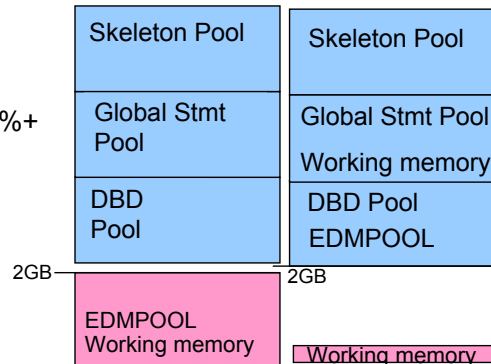 Skeleton Pool
Skeleton Pool
%+
Global Stmt
Pool
Global Stmt Pool
Working memory
DBD
Pool
DBD Pool
EDMPOOL
2GB
2GB
EDMPOOL
Working memory
Working memory